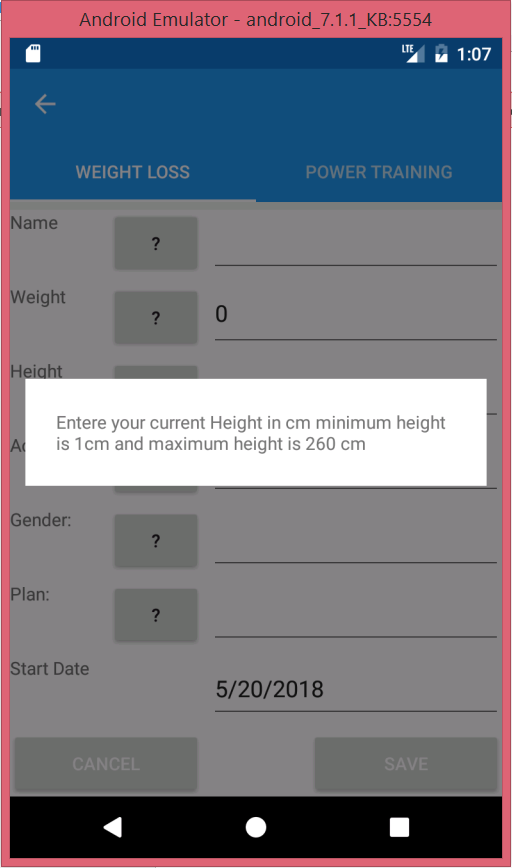 Android Emulator - android_7.1.1_KB:5554
LTE 1:07
WEIGHT LOSS POWER TRAINING
Name ?
Weight ? 0
Height
Entere your current Height in cm minimum height
is 1cm and maximum height is 260 cm
Gender: ?
Plan: ?
Start Date 5/20/2018
CANCEL SAVE